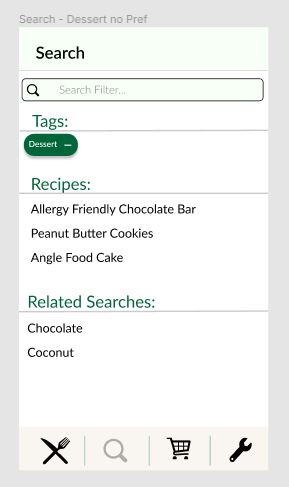 Search - Dessert no Pref
Search
Search Filter...
Tags:
Dessert –
Recipes:
Allergy Friendly Chocolate Bar
Peanut Butter Cookies
Angle Food Cake
Related Searches:
Chocolate
Coconut